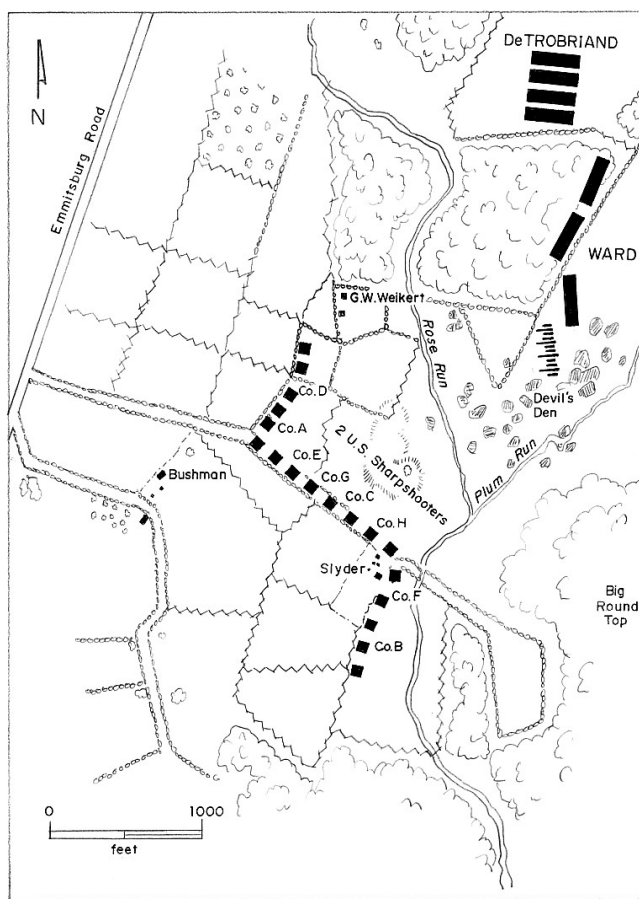 DeTROBRIAND
N
Emmitsburg Road
WARD
G.W. Weikert
Rose Run
Co. D
Devil's
Den
Co. A
2 U.S. Sharpshooters
Co. E
Bushman
Co. G
Plum Run
Co. C
Co. H
Slyder
Big
Round
Top
Co. F
Co. B
0 1000
feet